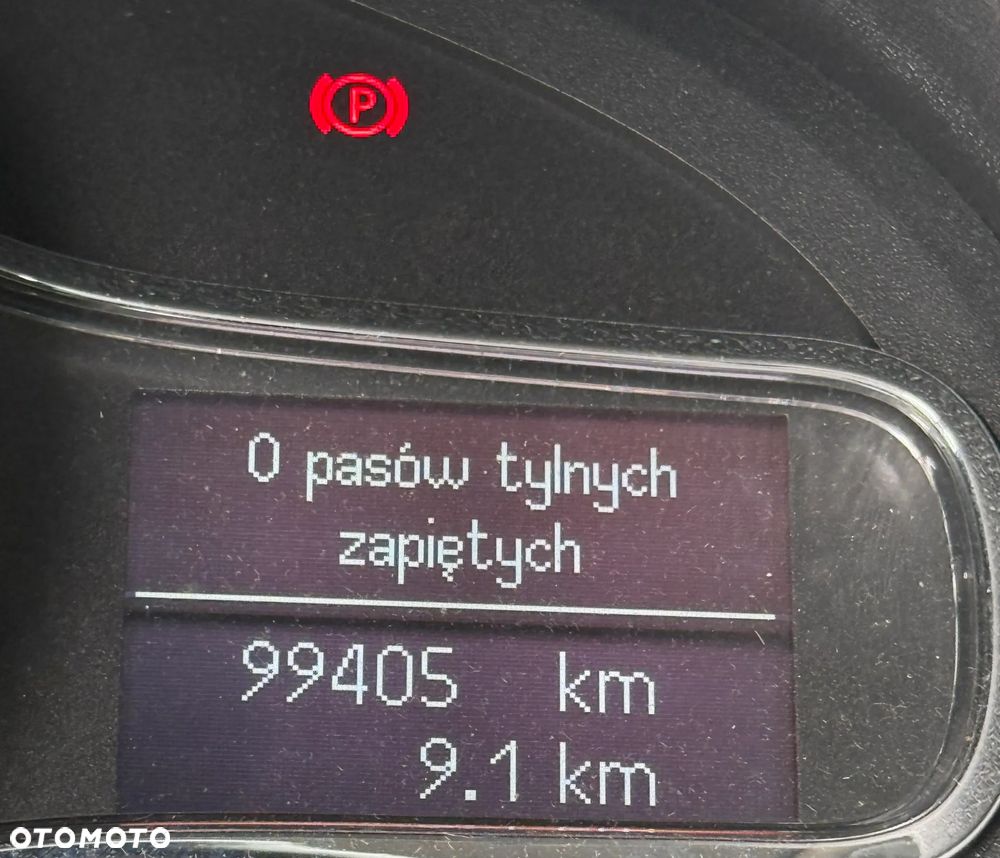 P
0 pasów tylnych
zapiętych
99405 km
9.1 km
OTOMOTO